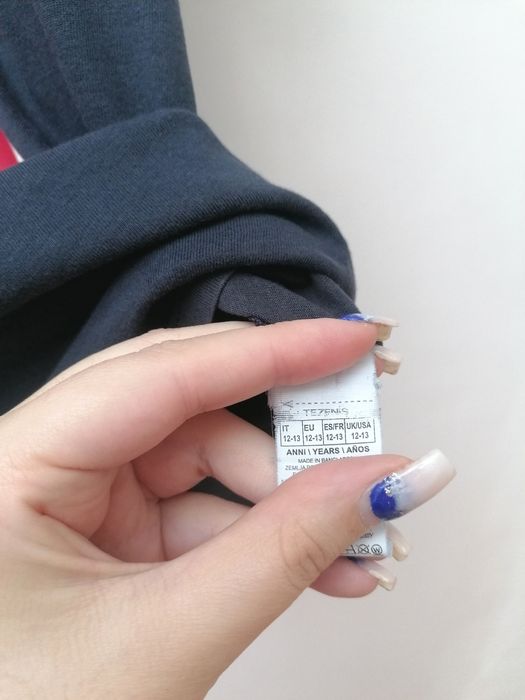 TEZENIS
IT EU ES/FR UK/USA
12-13 12-13 12-13 12-13
ANNI \ YEARS \ AÑOS
MADE IN
ZEMLJA
W